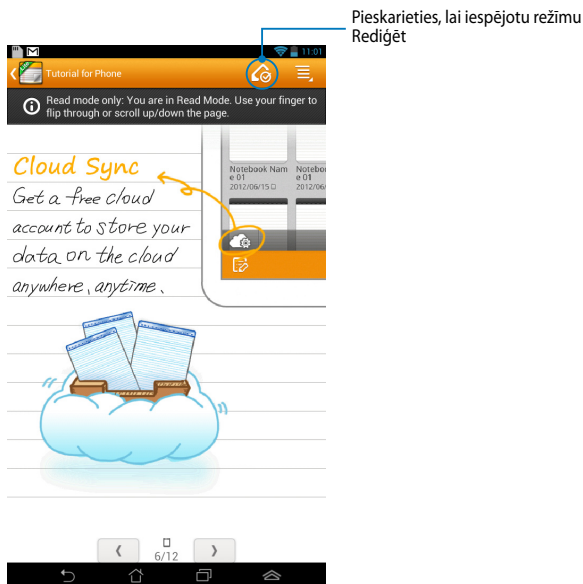 Pieskarieties, lai iespējotu režīmu
Rediģēt
11:01
Tutorial for Phone
Read mode only: You are in Read Mode. Use your finger to
flip through or scroll up/down the page.
Cloud Sync
Get a free cloud
account to store your
data on the cloud
anywhere, anytime.
Notebook Nam
e 01
2012/06/15
Notebo
e 01
2012/06/
6/12